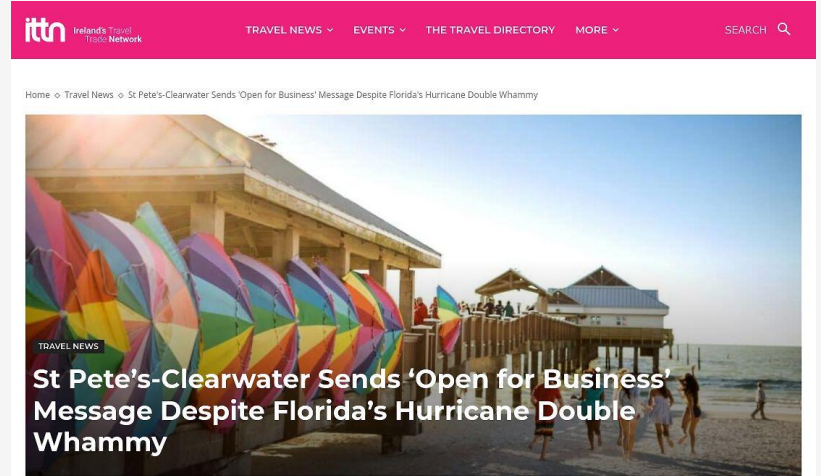 ittn Ireland's Travel
Trade Network
TRAVEL NEWS
EVENTS
THE TRAVEL DIRECTORY
MORE
SEARCH
Home ◇ Travel News ◇ St Pete's-Clearwater Sends 'Open for Business' Message Despite Florida's Hurricane Double Whammy
TRAVEL NEWS
St Pete’s-Clearwater Sends ‘Open for Business’
Message Despite Florida’s Hurricane Double
Whammy